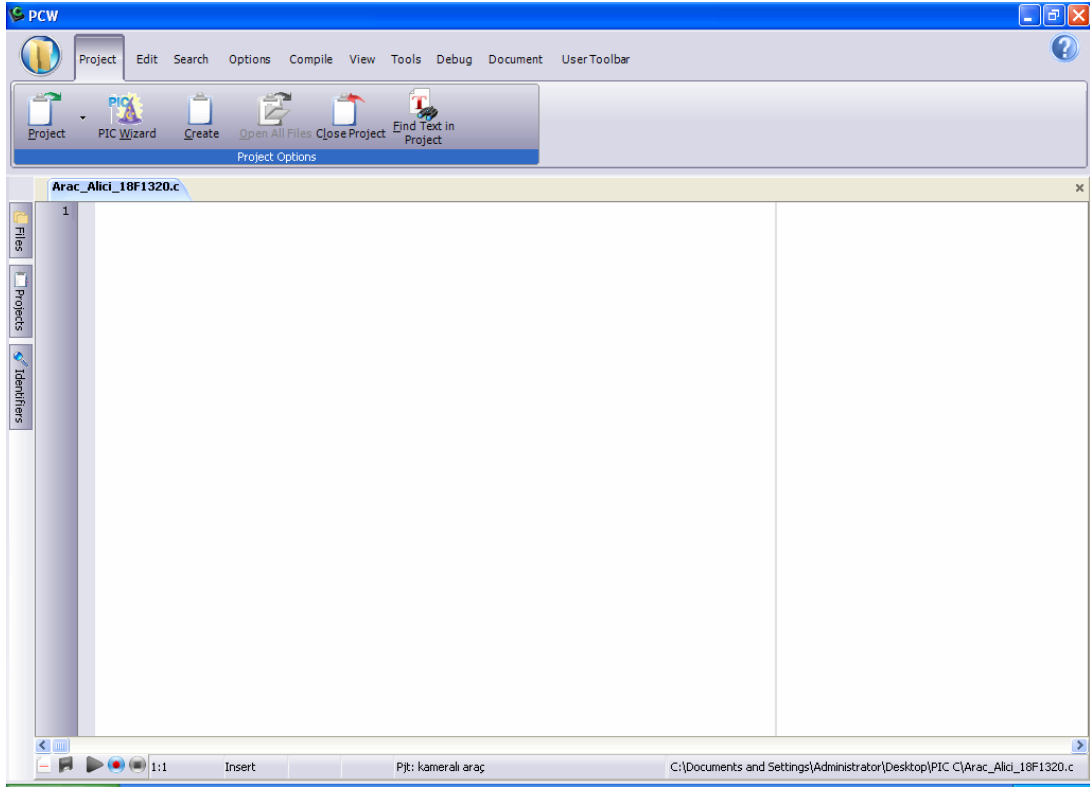 PCW
Project Edit Search Options Compile View Tools Debug Document User Toolbar
Project PIC Wizard Create Open All Files Close Project Find Text in Project
Project Options
Arac_Alici_18F1320.c
1
Files
Projects
Identifiers
1:1 Insert Pjt: kameralı araç C:\Documents and Settings\Administrator\Desktop\PIC C\Arac_Alici_18F1320.c